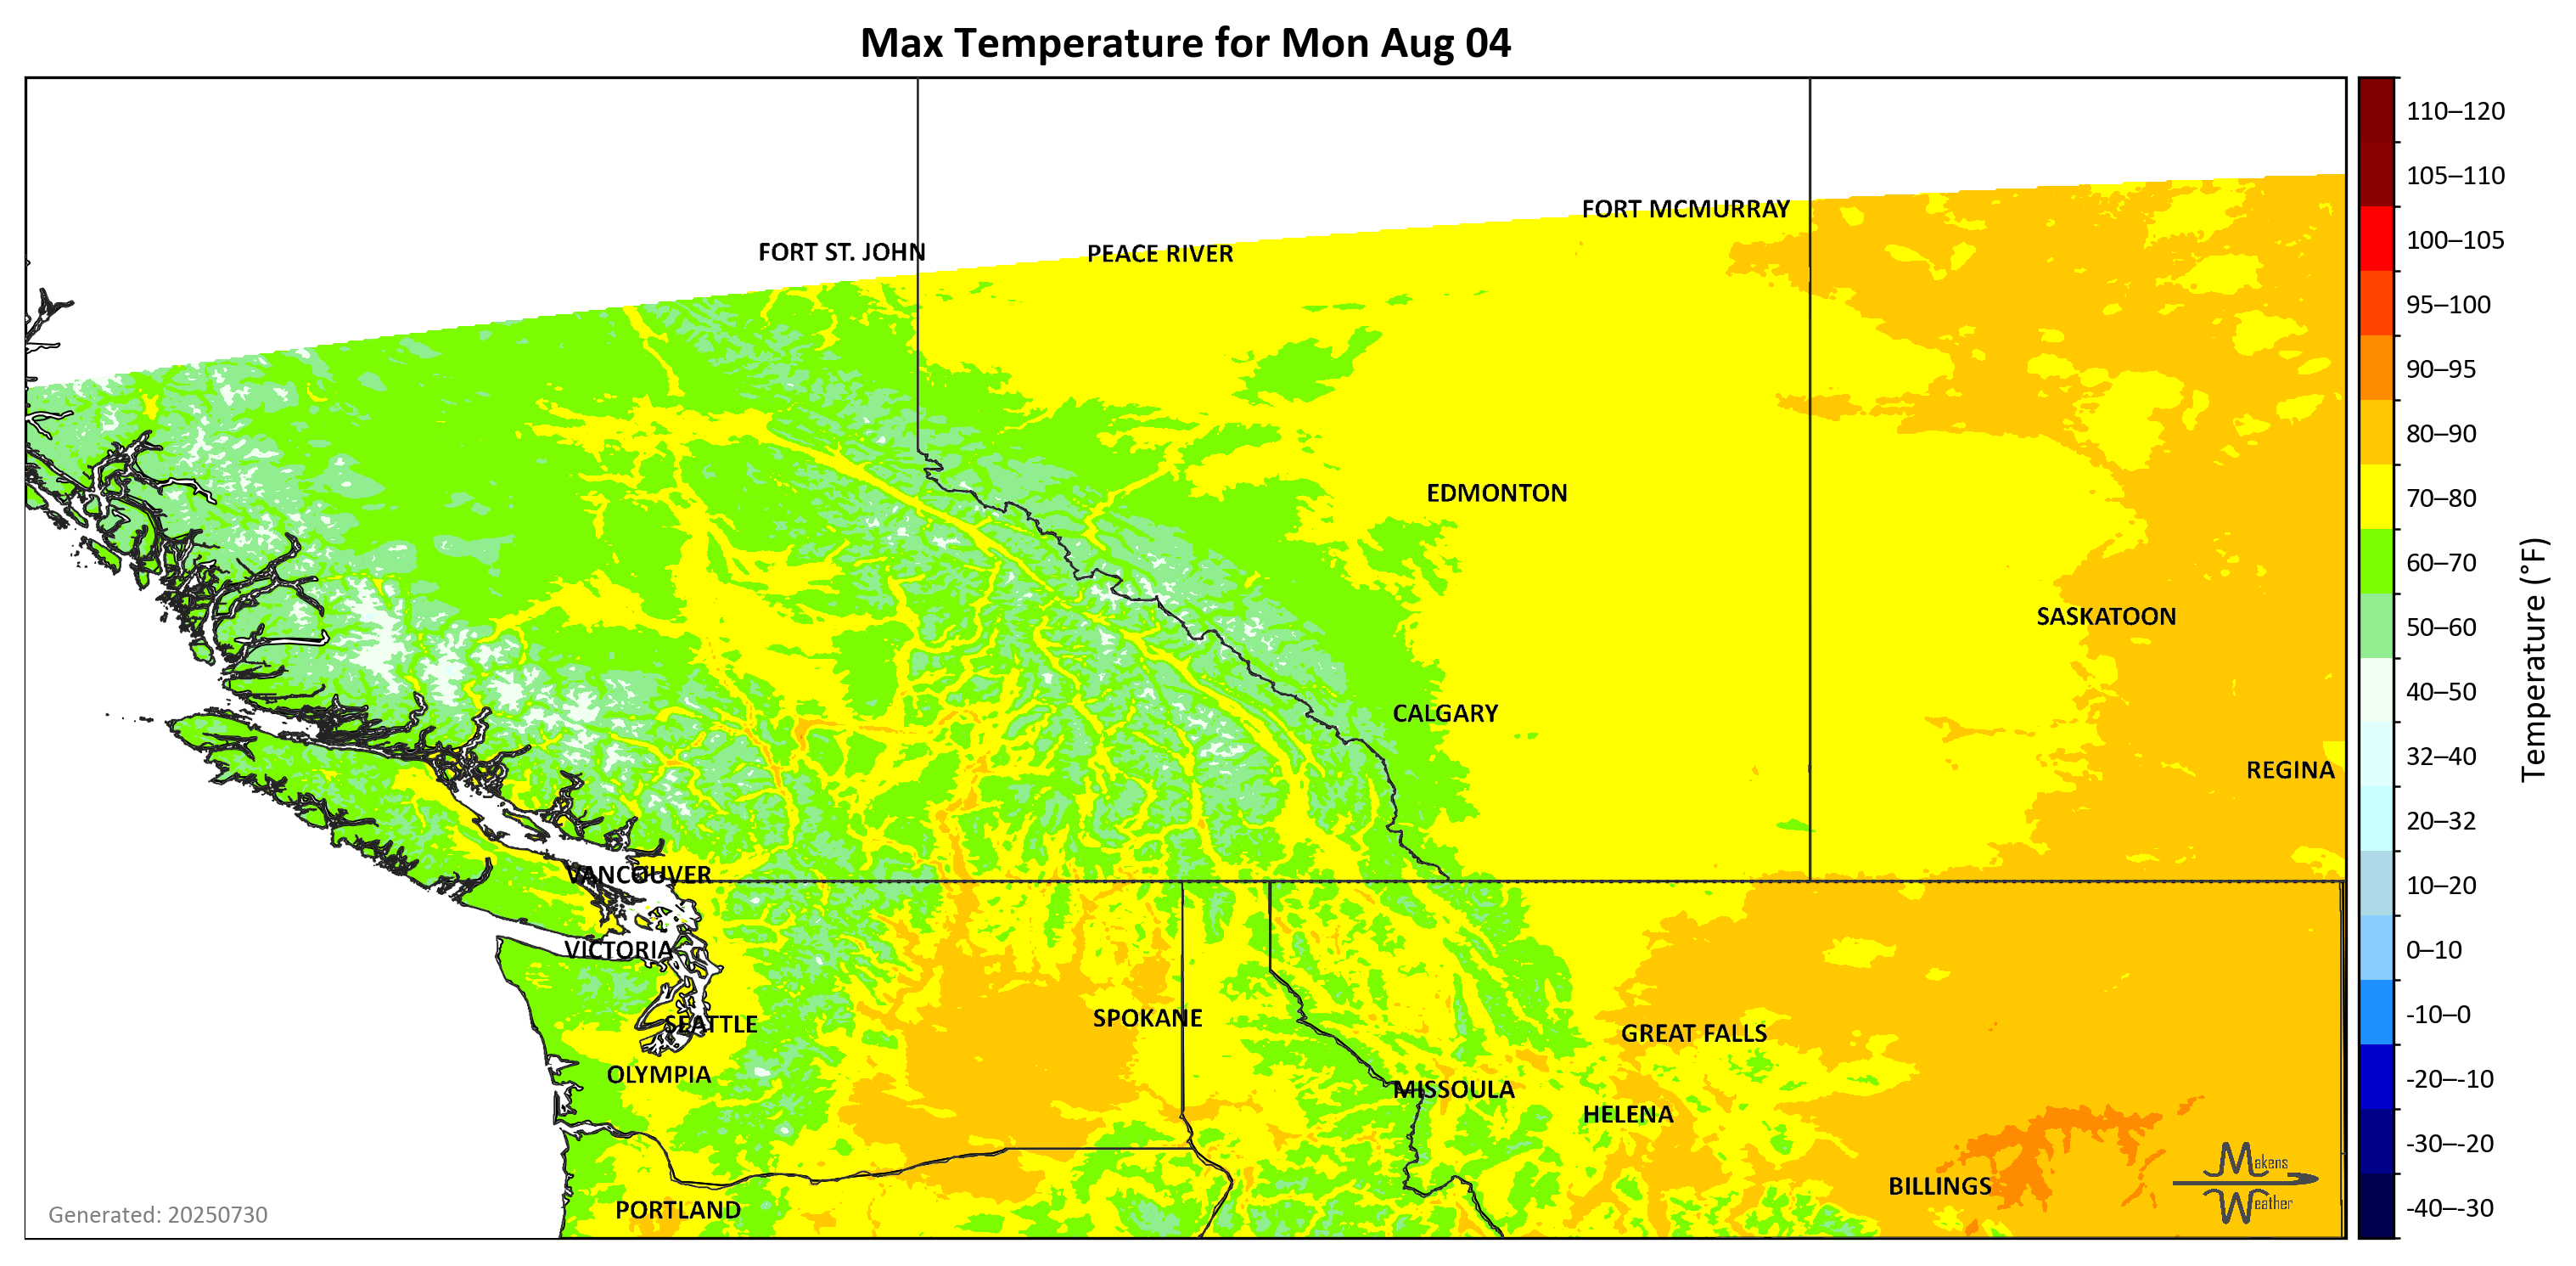 Max Temperature for Mon Aug 04
FORT MCMURRAY
FORT ST. JOHN
PEACE RIVER
EDMONTON
SASKATOON
CALGARY
REGINA
VANCOUVER
VICTORIA
SEATTLE
SPOKANE
GREAT FALLS
OLYMPIA
MISSOULA
HELENA
BILLINGS
PORTLAND
Makens
Weather
Generated: 20250730
110–120
105–110
100–105
95–100
90–95
80–90
70–80
60–70
50–60
40–50
32–40
20–32
10–20
0–10
-10–0
-20–-10
-30–-20
-40–-30
Temperature (°F)